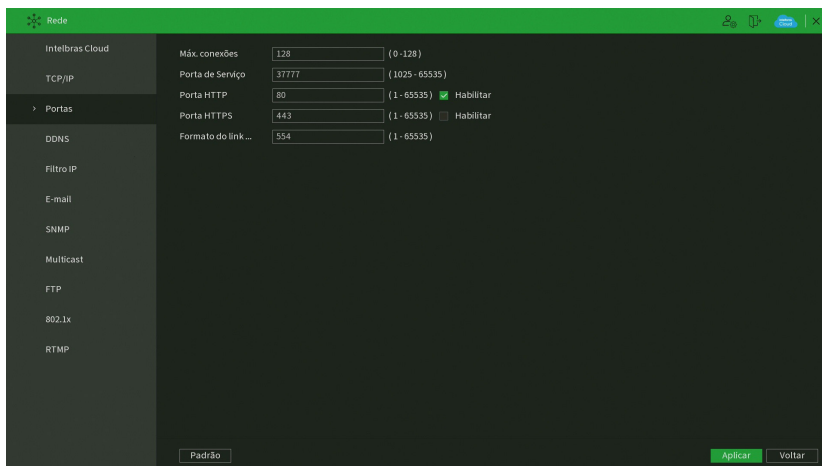 Rede
Cloud
Intelbras Cloud
TCP/IP
Portas
DDNS
Filtro IP
E-mail
SNMP
Multicast
FTP
802.1x
RTMP
Máx. conexões 128 ( 0 -128 )
Porta de Serviço 37777 ( 1025 - 65535 )
Porta HTTP 80 ( 1 - 65535 ) Habilitar
Porta HTTPS 443 ( 1 - 65535 ) Habilitar
Formato do link ... 554 ( 1 - 65535 )
Padrão Aplicar Voltar